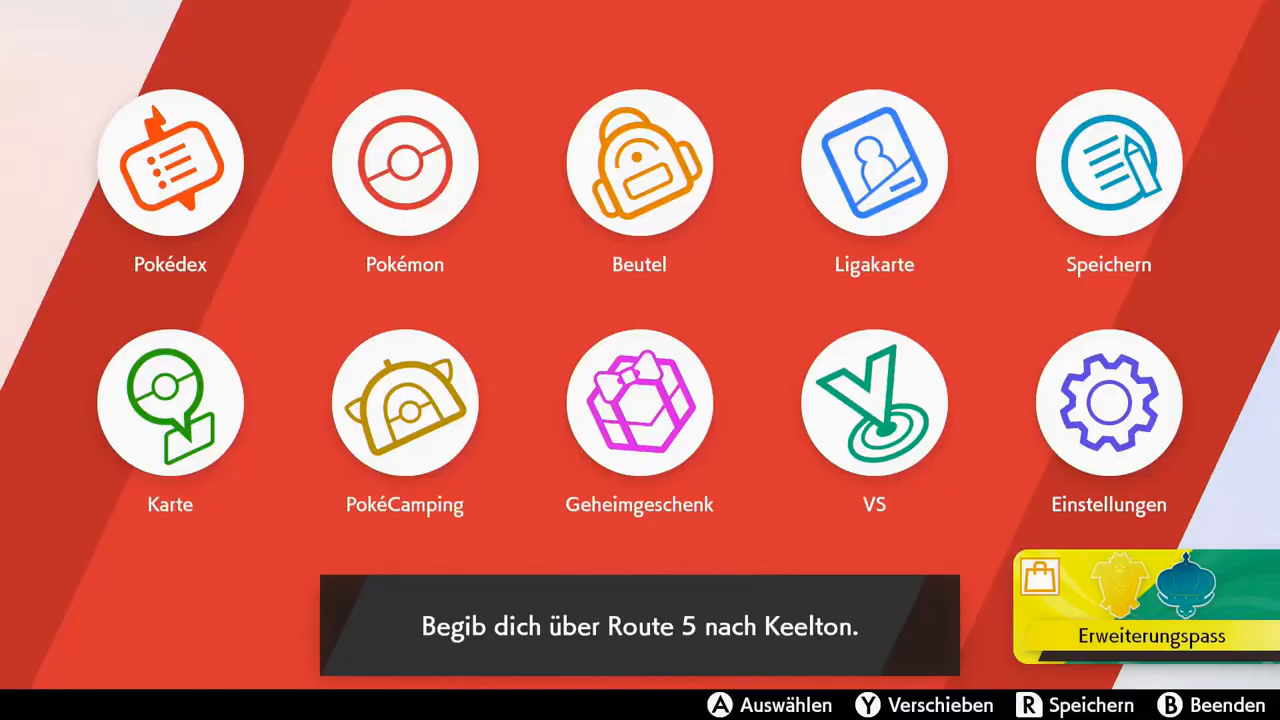 Pokédex
Pokémon
Beutel
Ligakarte
Speichern
Karte
PokéCamping
Geheimgeschenk
VS
Einstellungen
Begib dich über Route 5 nach Keelton.
Erweiterungspass
A Auswählen Y Verschieben R Speichern B Beenden